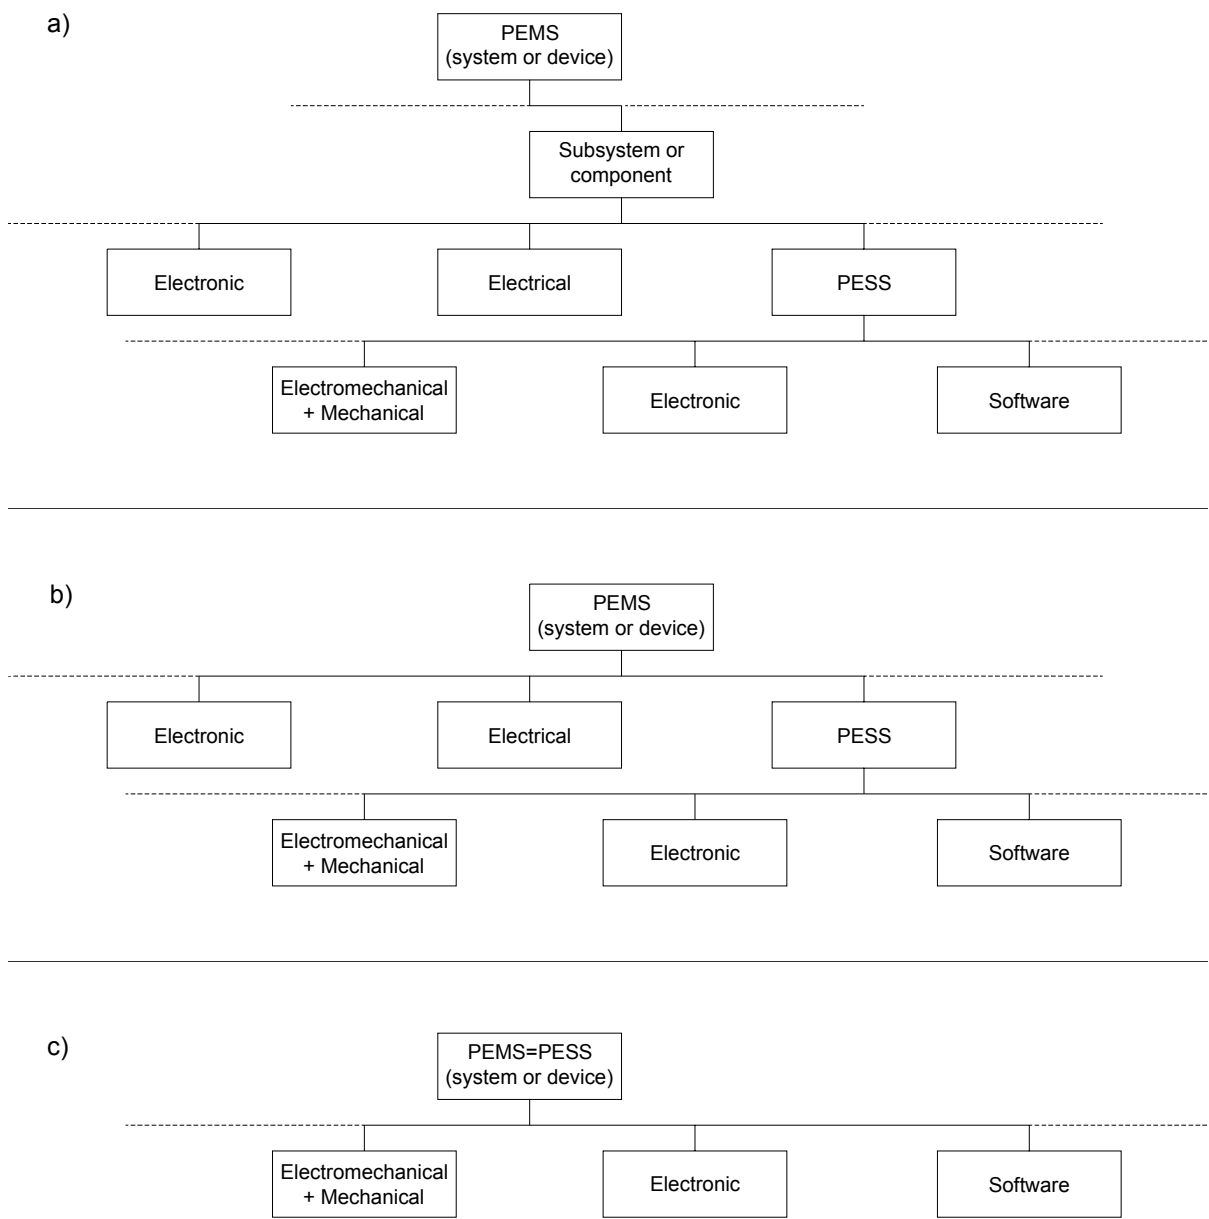 a)
PEMS
(system or device)
Subsystem or
component
Electronic
Electrical
PESS
Electromechanical
+ Mechanical
Electronic
Software
b)
PEMS
(system or device)
Electronic
Electrical
PESS
Electromechanical
+ Mechanical
Electronic
Software
c)
PEMS=PESS
(system or device)
Electromechanical
+ Mechanical
Electronic
Software